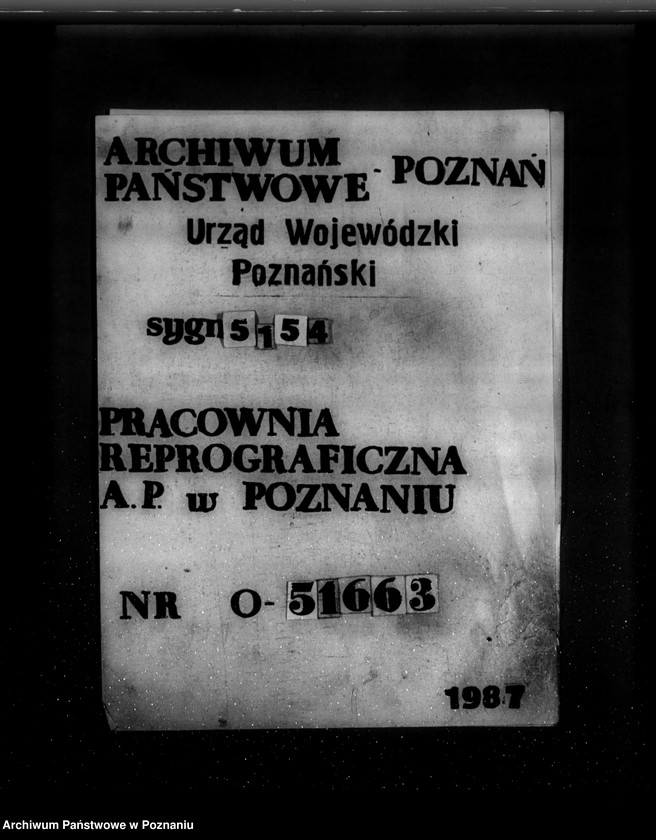 ARCHIWUM
PAŃSTWOWE - POZNAŃ
Urząd Wojewódzki
Poznański
sygn 5154
PRACOWNIA
REPROGRAFICZNA
A.P. w POZNANIU
NR O-51663
1987
Archiwum Państwowe w Poznaniu